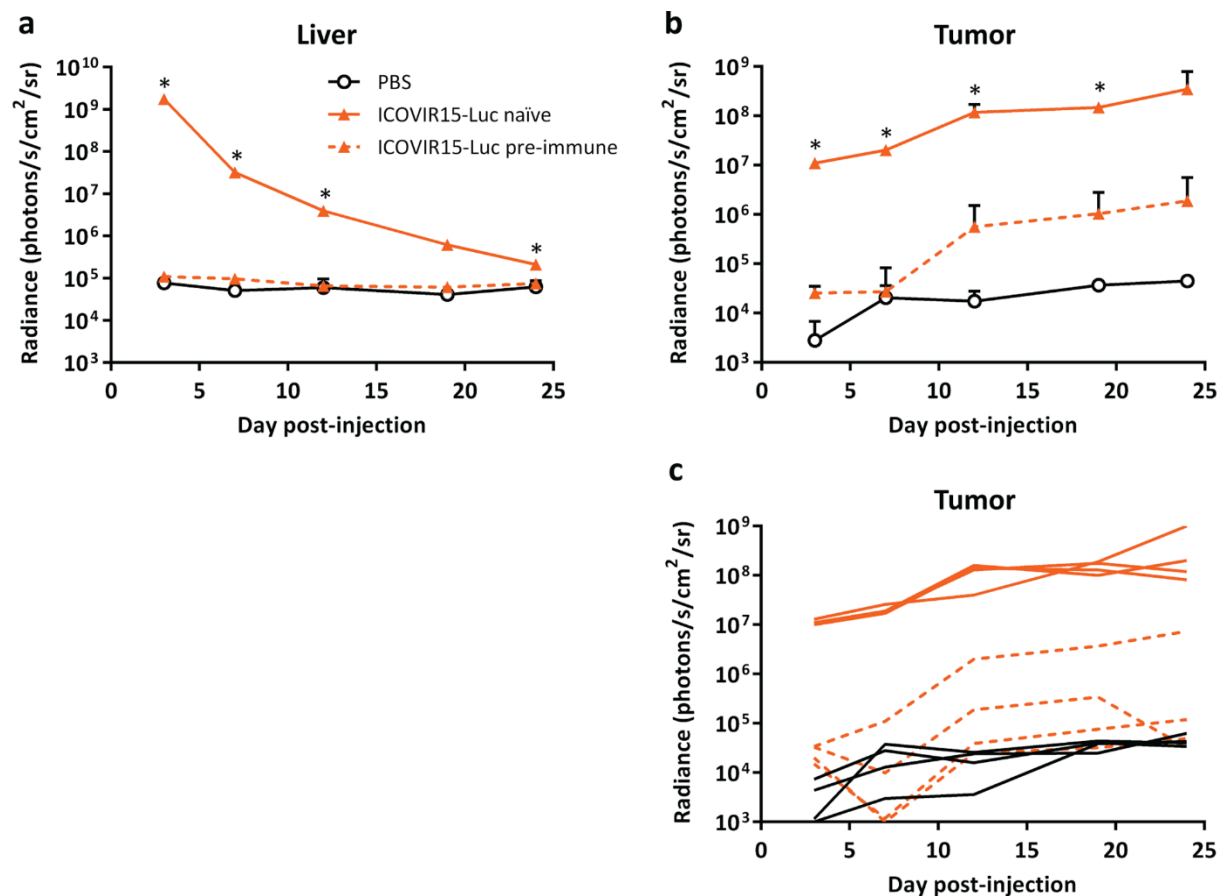 a
Liver
Radiance (photons/s/cm²/sr)
10¹⁰
10⁹
10⁸
10⁷
10⁶
10⁵
10⁴
10³
* * * *
PBS
ICOVIR15-Luc naïve
ICOVIR15-Luc pre-immune
0 5 10 15 20 25
Day post-injection
b
Tumor
Radiance (photons/s/cm²/sr)
10⁹
10⁸
10⁷
10⁶
10⁵
10⁴
10³
* * * *
0 5 10 15 20 25
Day post-injection
c
Tumor
Radiance (photons/s/cm²/sr)
10⁹
10⁸
10⁷
10⁶
10⁵
10⁴
10³
0 5 10 15 20 25
Day post-injection